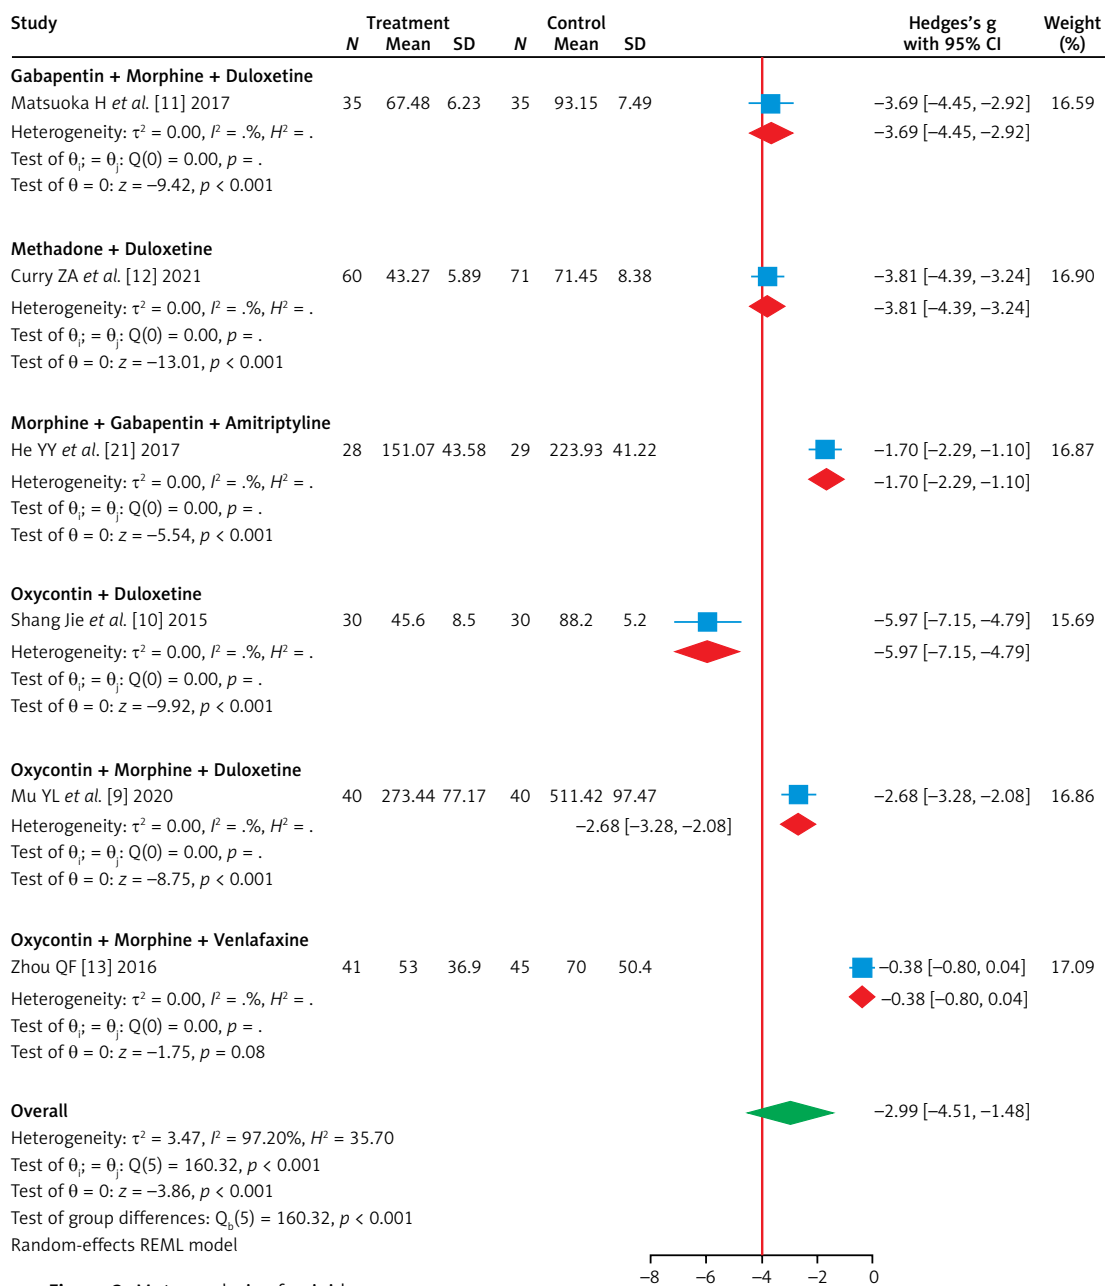 Study Treatment Control Hedges's g Weight
N Mean SD N Mean SD with 95% CI (%)
Gabapentin + Morphine + Duloxetine
Matsuoka H et al. [11] 2017 35 67.48 6.23 35 93.15 7.49 –3.69 [–4.45, –2.92] 16.59
Heterogeneity: τ² = 0.00, I² = .%, H² = . –3.69 [–4.45, –2.92]
Test of θᵢ; = θⱼ: Q(0) = 0.00, p = .
Test of θ = 0: z = –9.42, p < 0.001
Methadone + Duloxetine
Curry ZA et al. [12] 2021 60 43.27 5.89 71 71.45 8.38 –3.81 [–4.39, –3.24] 16.90
Heterogeneity: τ² = 0.00, I² = .%, H² = . –3.81 [–4.39, –3.24]
Test of θᵢ; = θⱼ: Q(0) = 0.00, p = .
Test of θ = 0: z = –13.01, p < 0.001
Morphine + Gabapentin + Amitriptyline
He YY et al. [21] 2017 28 151.07 43.58 29 223.93 41.22 –1.70 [–2.29, –1.10] 16.87
Heterogeneity: τ² = 0.00, I² = .%, H² = . –1.70 [–2.29, –1.10]
Test of θᵢ; = θⱼ: Q(0) = 0.00, p = .
Test of θ = 0: z = –5.54, p < 0.001
Oxycontin + Duloxetine
Shang Jie et al. [10] 2015 30 45.6 8.5 30 88.2 5.2 –5.97 [–7.15, –4.79] 15.69
Heterogeneity: τ² = 0.00, I² = .%, H² = . –5.97 [–7.15, –4.79]
Test of θᵢ; = θⱼ: Q(0) = 0.00, p = .
Test of θ = 0: z = –9.92, p < 0.001
Oxycontin + Morphine + Duloxetine
Mu YL et al. [9] 2020 40 273.44 77.17 40 511.42 97.47 –2.68 [–3.28, –2.08] 16.86
Heterogeneity: τ² = 0.00, I² = .%, H² = . –2.68 [–3.28, –2.08]
Test of θᵢ; = θⱼ: Q(0) = 0.00, p = .
Test of θ = 0: z = –8.75, p < 0.001
Oxycontin + Morphine + Venlafaxine
Zhou QF [13] 2016 41 53 36.9 45 70 50.4 –0.38 [–0.80, 0.04] 17.09
Heterogeneity: τ² = 0.00, I² = .%, H² = . –0.38 [–0.80, 0.04]
Test of θᵢ; = θⱼ: Q(0) = 0.00, p = .
Test of θ = 0: z = –1.75, p = 0.08
Overall –2.99 [–4.51, –1.48]
Heterogeneity: τ² = 3.47, I² = 97.20%, H² = 35.70
Test of θᵢ; = θⱼ: Q(5) = 160.32, p < 0.001
Test of θ = 0: z = –3.86, p < 0.001
Test of group differences: Q_b(5) = 160.32, p < 0.001
Random-effects REML model
–8 –6 –4 –2 0